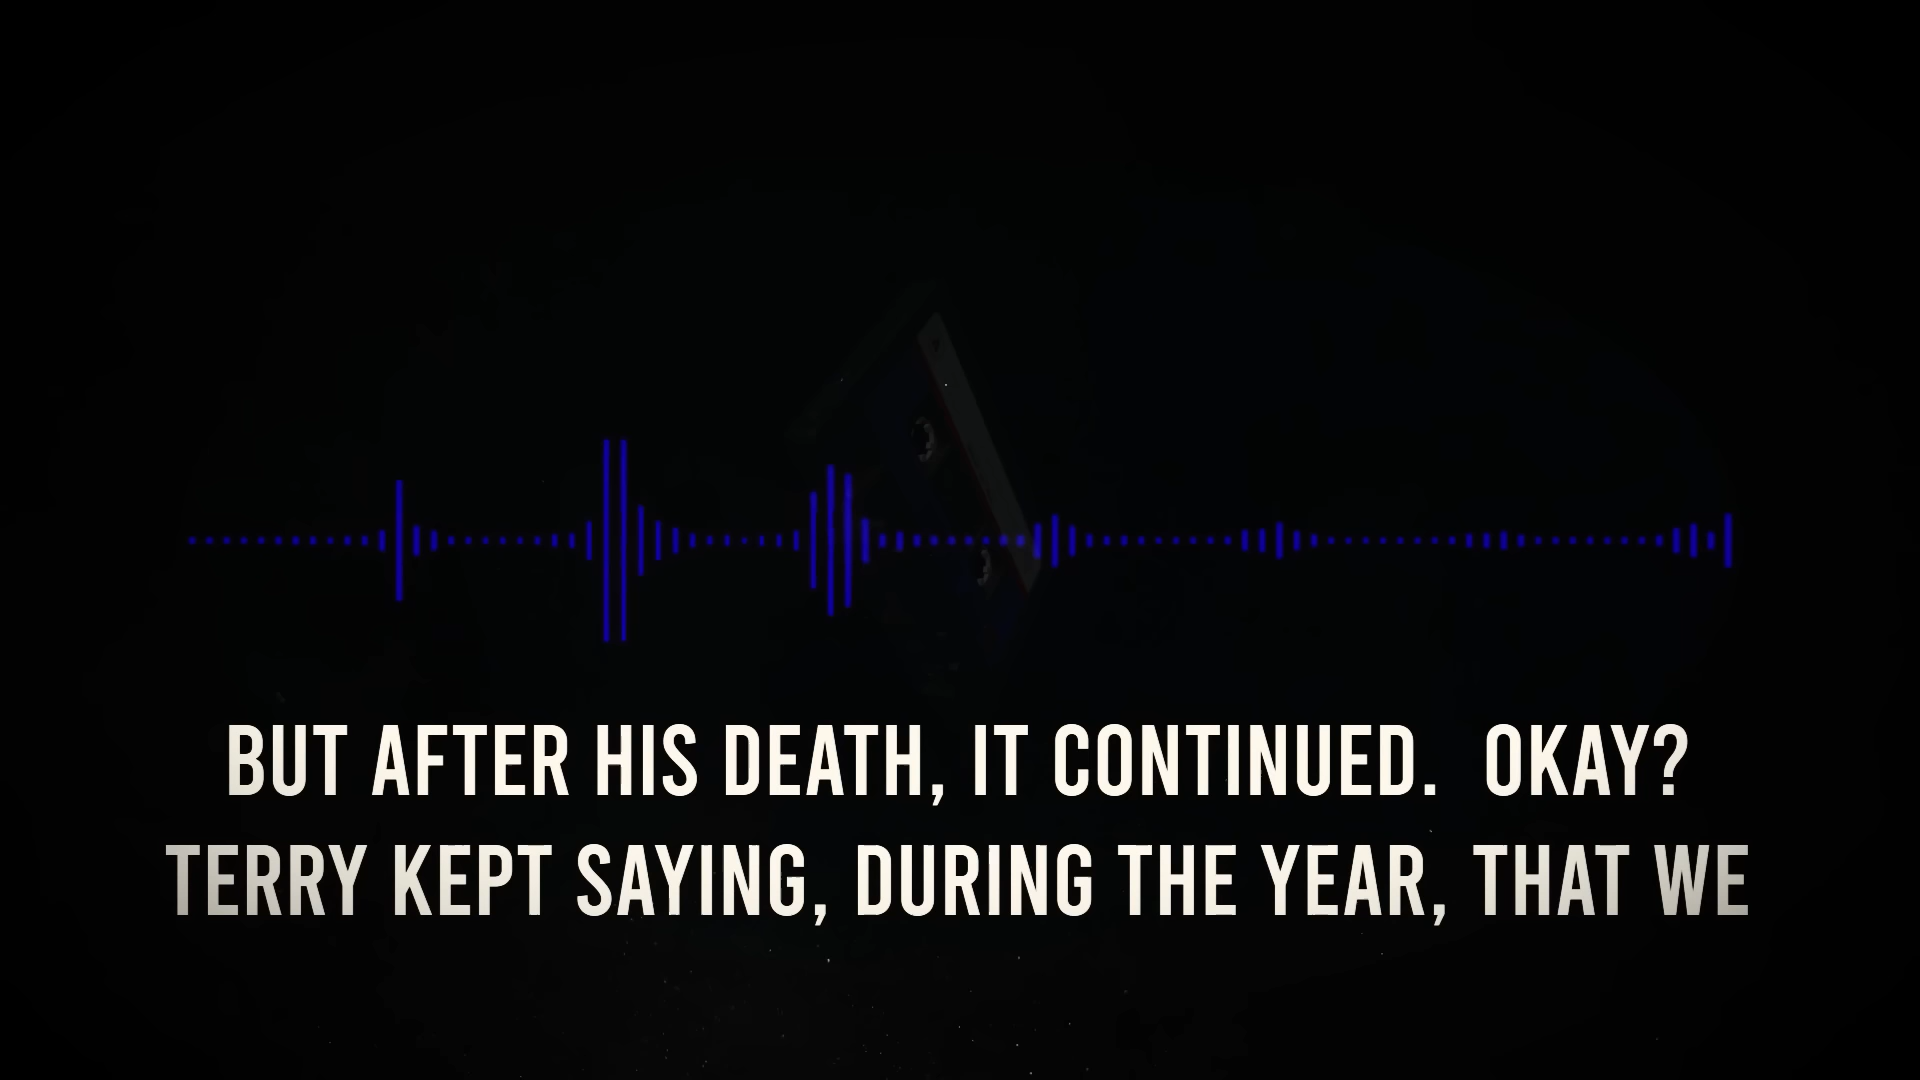 BUT AFTER HIS DEATH, IT CONTINUED.  OKAY?
TERRY KEPT SAYING, DURING THE YEAR, THAT WE